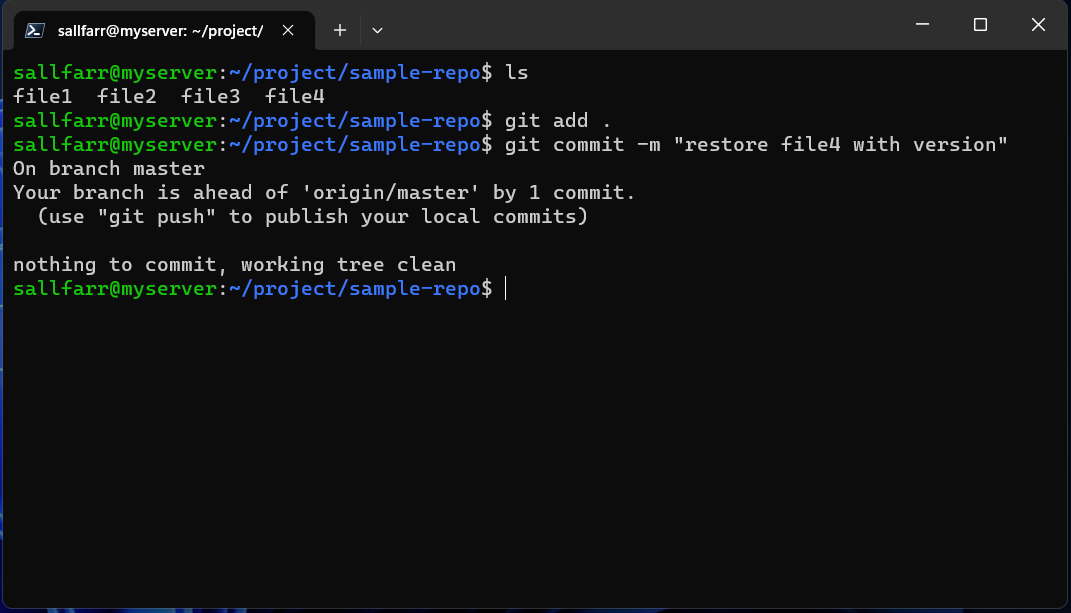 sallfarr@myserver: ~/project/
sallfarr@myserver:~/project/sample-repo$ ls
file1  file2  file3  file4
sallfarr@myserver:~/project/sample-repo$ git add .
sallfarr@myserver:~/project/sample-repo$ git commit -m "restore file4 with version"
On branch master
Your branch is ahead of 'origin/master' by 1 commit.
  (use "git push" to publish your local commits)
nothing to commit, working tree clean
sallfarr@myserver:~/project/sample-repo$